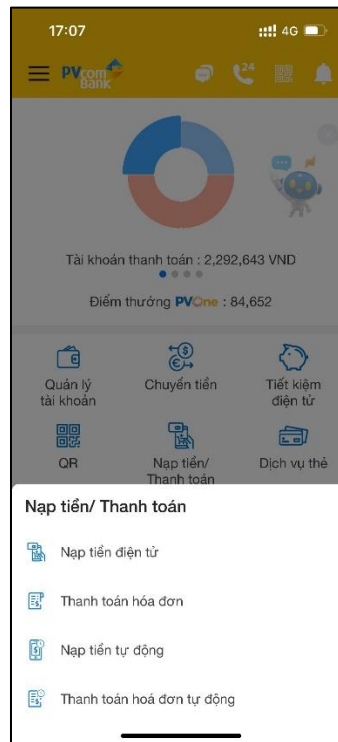 17:07
4G
PVcom
Bank
24
Tài khoản thanh toán : 2,292,643 VND
Điểm thưởng PVOne : 84,652
Quản lý
tài khoản
Chuyển tiền
Tiết kiệm
điện tử
QR
Nạp tiền/
Thanh toán
Dịch vụ thẻ
Nạp tiền/ Thanh toán
Nạp tiền điện tử
Thanh toán hóa đơn
Nạp tiền tự động
Thanh toán hoá đơn tự động